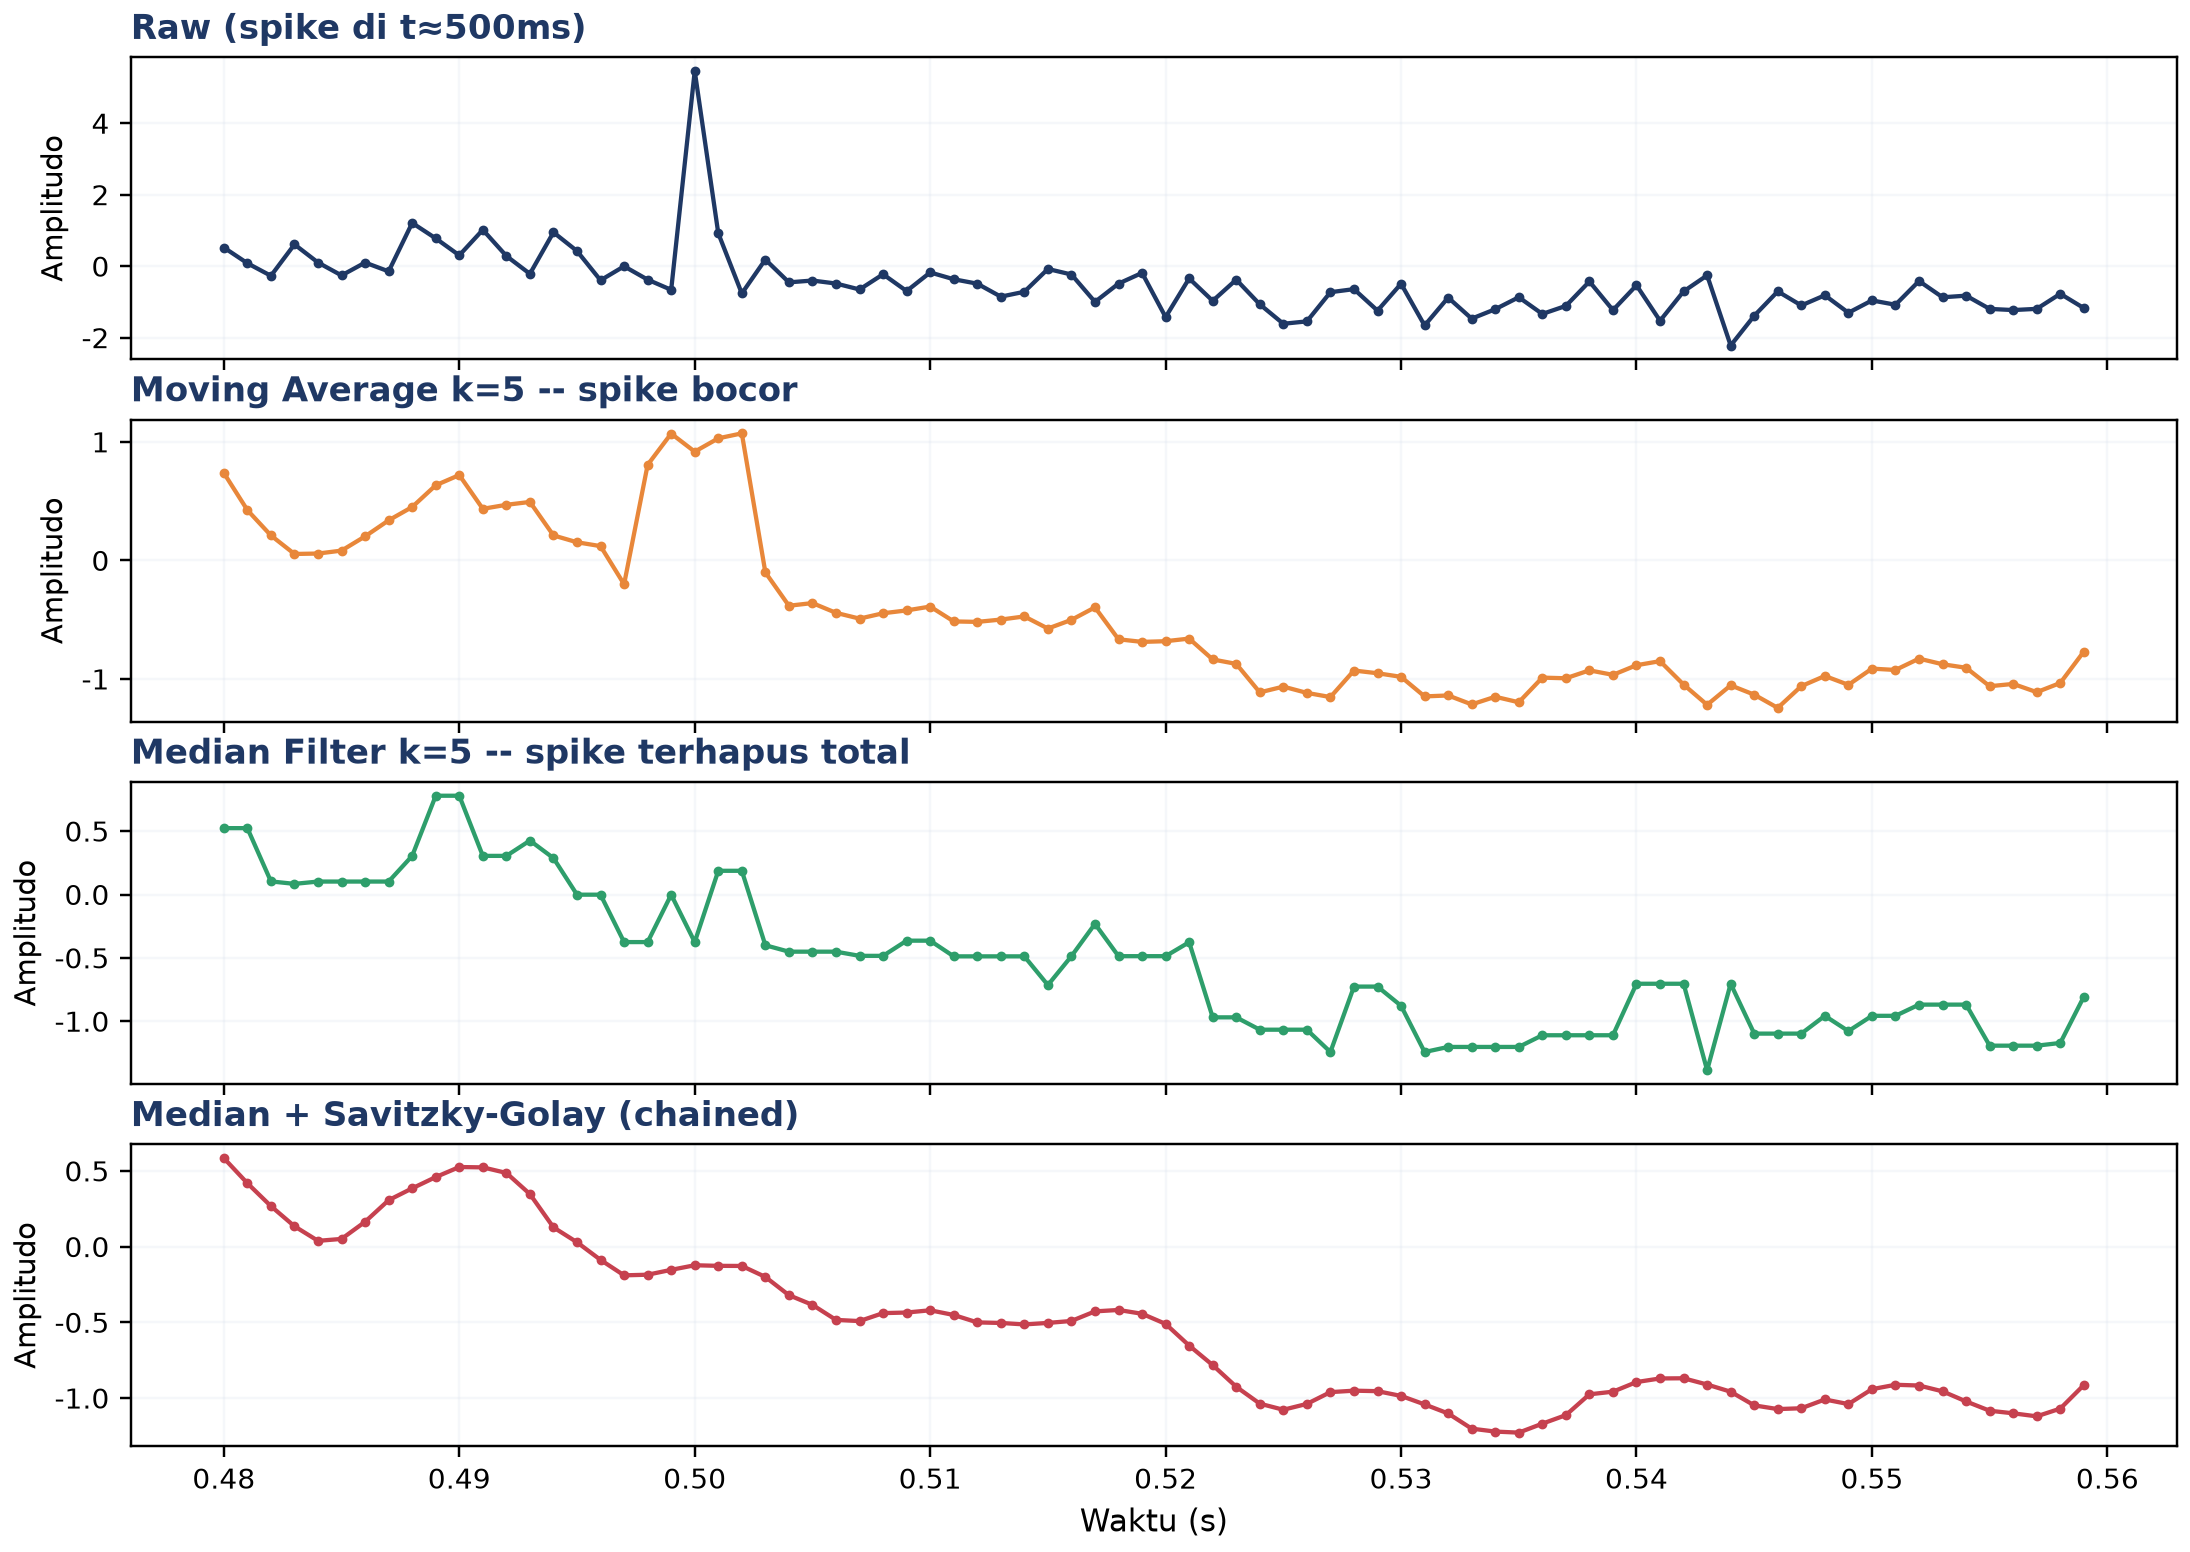 Raw (spike di t≈500ms)
Amplitudo
4
2
0
-2
Moving Average k=5 -- spike bocor
Amplitudo
1
0
-1
Median Filter k=5 -- spike terhapus total
Amplitudo
0.5
0.0
-0.5
-1.0
Median + Savitzky-Golay (chained)
Amplitudo
0.5
0.0
-0.5
-1.0
0.48 0.49 0.50 0.51 0.52 0.53 0.54 0.55 0.56
Waktu (s)